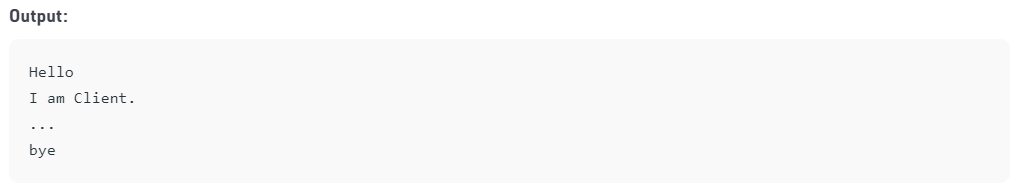 Output:
Hello
I am Client.
...
bye